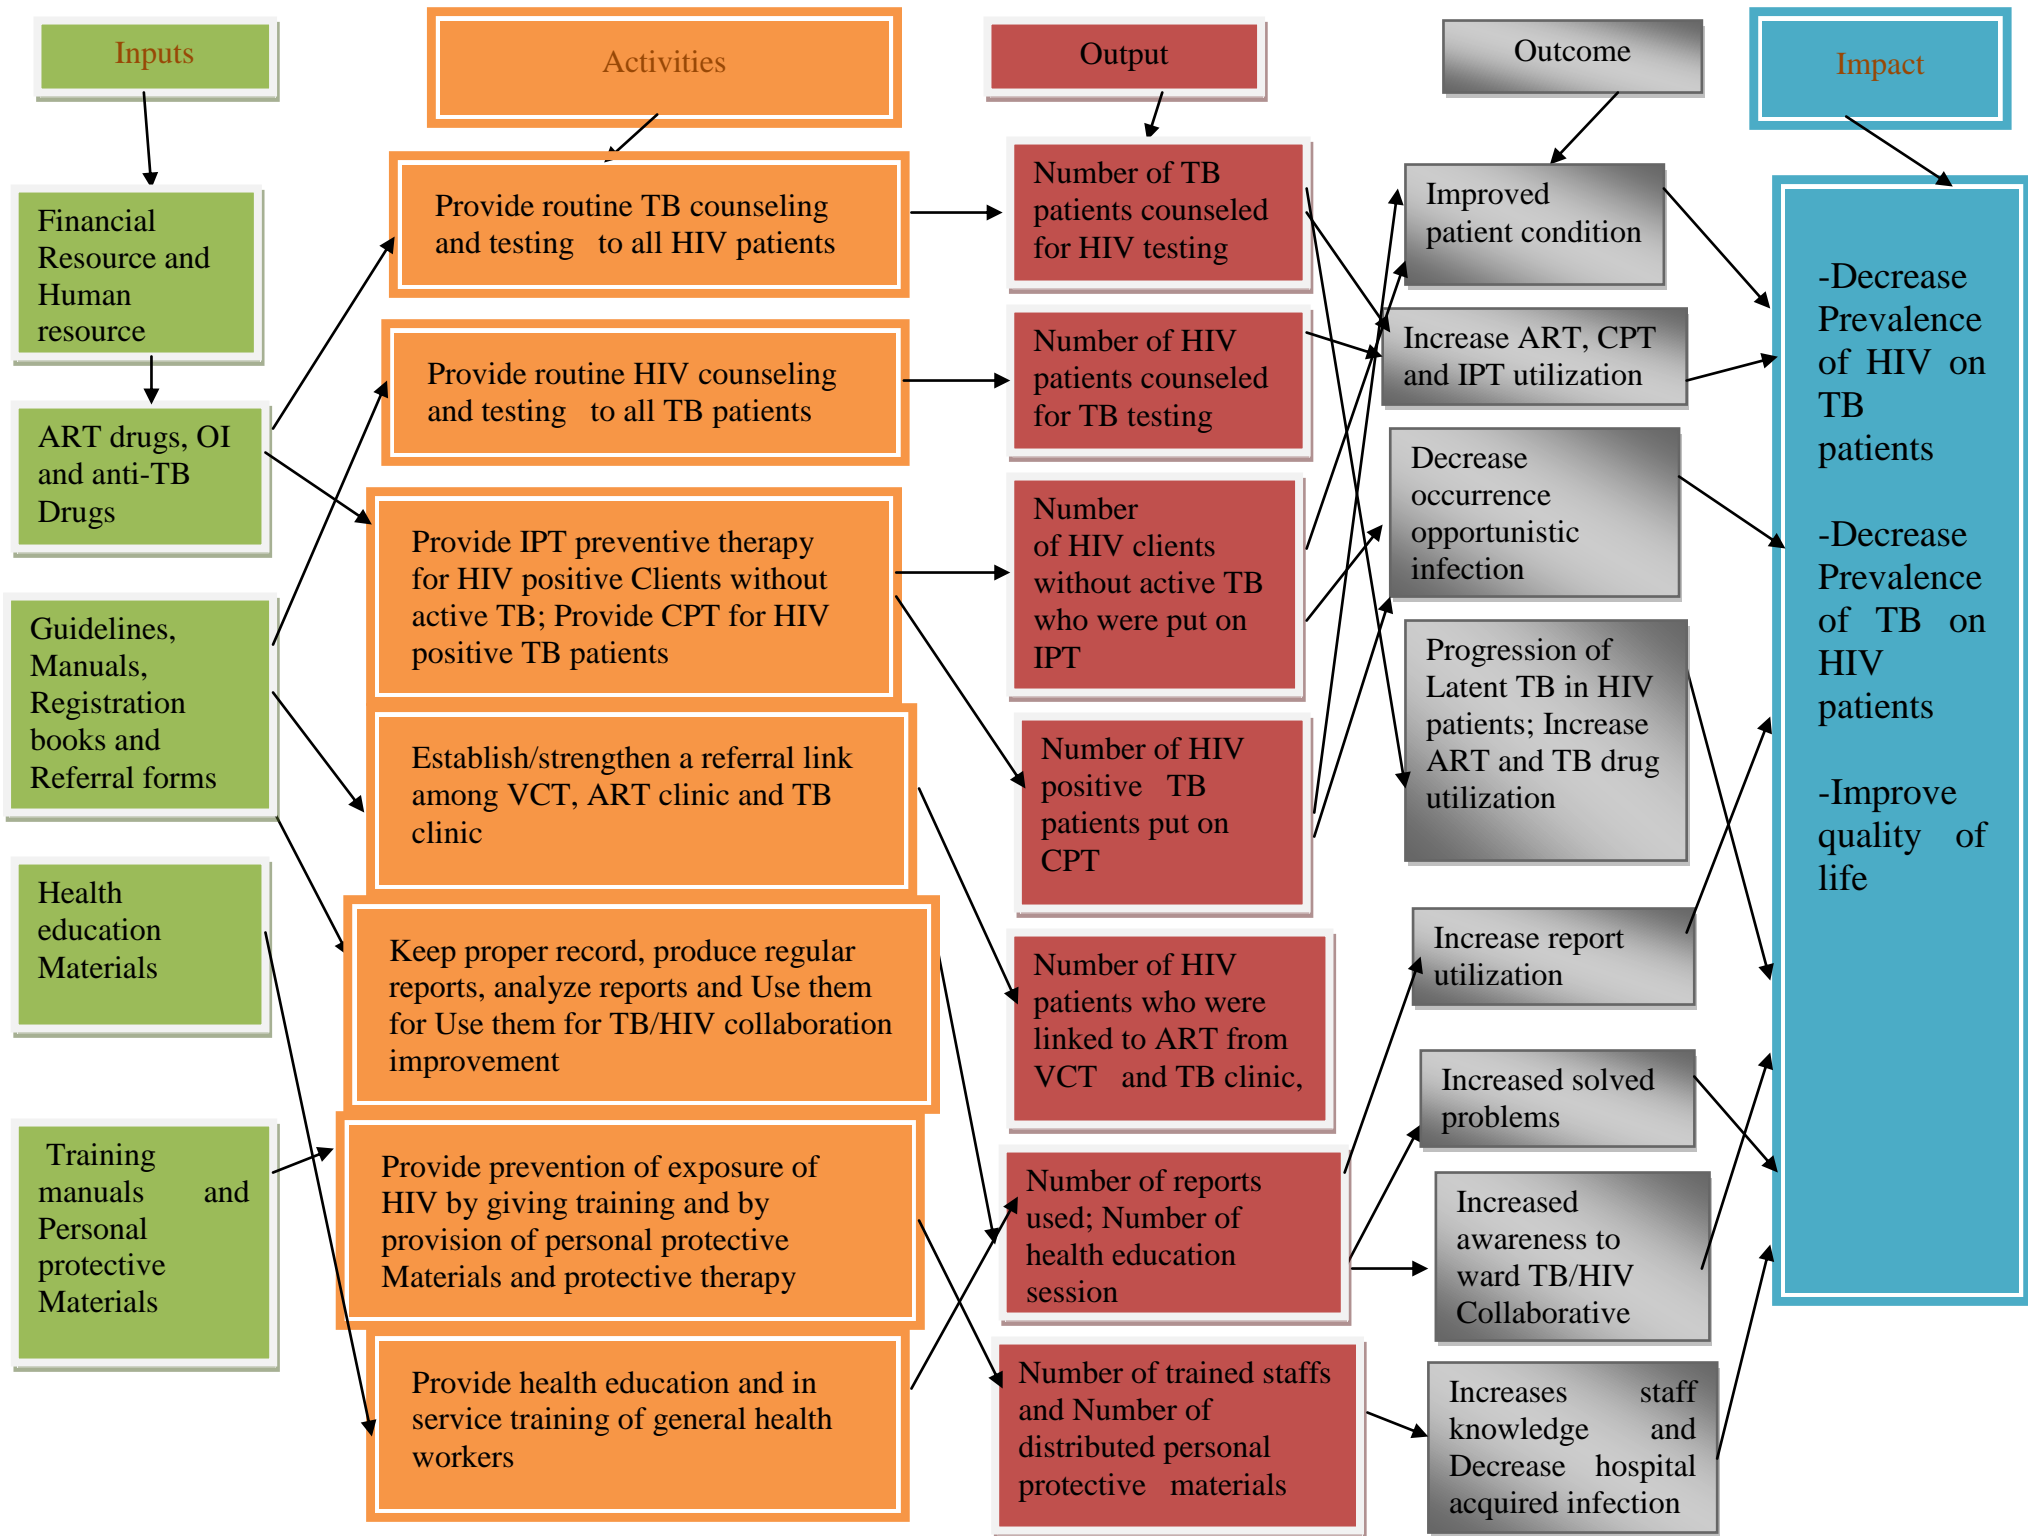 Inputs
Activities
Output
Outcome
Impact
Financial
Resource and
Human
resource
ART drugs, OI
and anti-TB
Drugs
Guidelines,
Manuals,
Registration
books and
Referral forms
Health
education
Materials
Training
manuals and
Personal
protective
Materials
Provide routine TB counseling
and testing to all HIV patients
Provide routine HIV counseling
and testing to all TB patients
Provide IPT preventive therapy
for HIV positive Clients without
active TB; Provide CPT for HIV
positive TB patients
Establish/strengthen a referral link
among VCT, ART clinic and TB
clinic
Keep proper record, produce regular
reports, analyze reports and Use them
for Use them for TB/HIV collaboration
improvement
Provide prevention of exposure of
HIV by giving training and by
provision of personal protective
Materials and protective therapy
Provide health education and in
service training of general health
workers
Number of TB
patients counseled
for HIV testing
Number of HIV
patients counseled
for TB testing
Number
of HIV clients
without active TB
who were put on
IPT
Number of HIV
positive TB
patients put on
CPT
Number of HIV
patients who were
linked to ART from
VCT and TB clinic,
Number of reports
used; Number of
health education
session
Number of trained staffs
and Number of
distributed personal
protective materials
Improved
patient condition
Increase ART, CPT
and IPT utilization
Decrease
occurrence
opportunistic
infection
Progression of
Latent TB in HIV
patients; Increase
ART and TB drug
utilization
Increase report
utilization
Increased solved
problems
Increased
awareness to
ward TB/HIV
Collaborative
Increases staff
knowledge and
Decrease hospital
acquired infection
-Decrease
Prevalence
of HIV on
TB
patients
-Decrease
Prevalence
of TB on
HIV
patients
-Improve
quality of
life